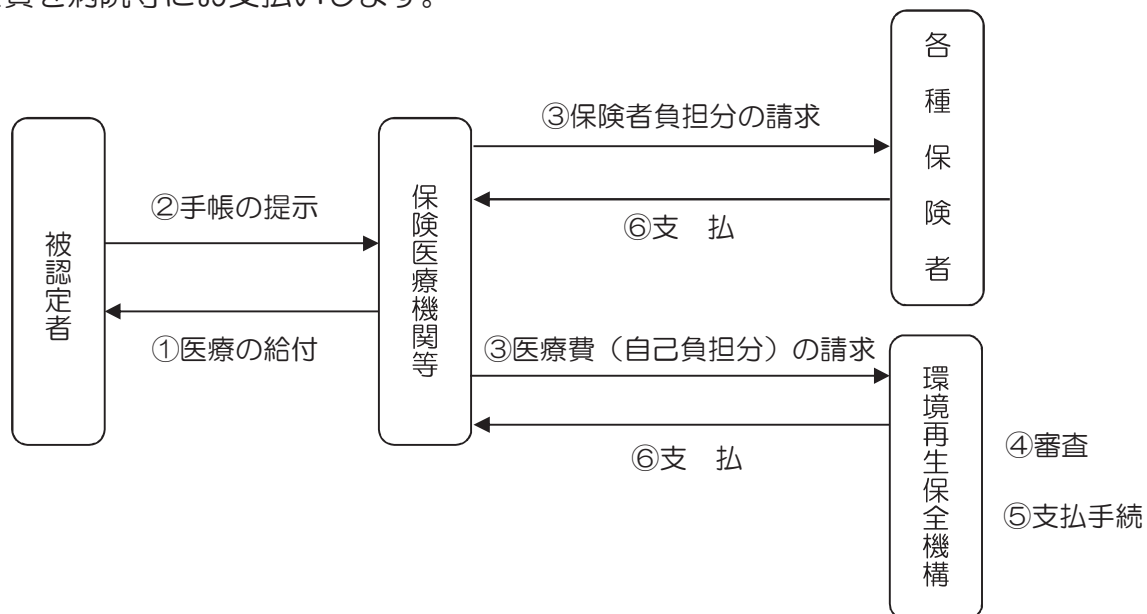 費を病院等にお支払いします。
各種保険者
③保険者負担分の請求
⑥支　払
②手帳の提示
被認定者
保険医療機関等
①医療の給付
③医療費（自己負担分）の請求
⑥支　払
環境再生保全機構
④審査
⑤支払手続